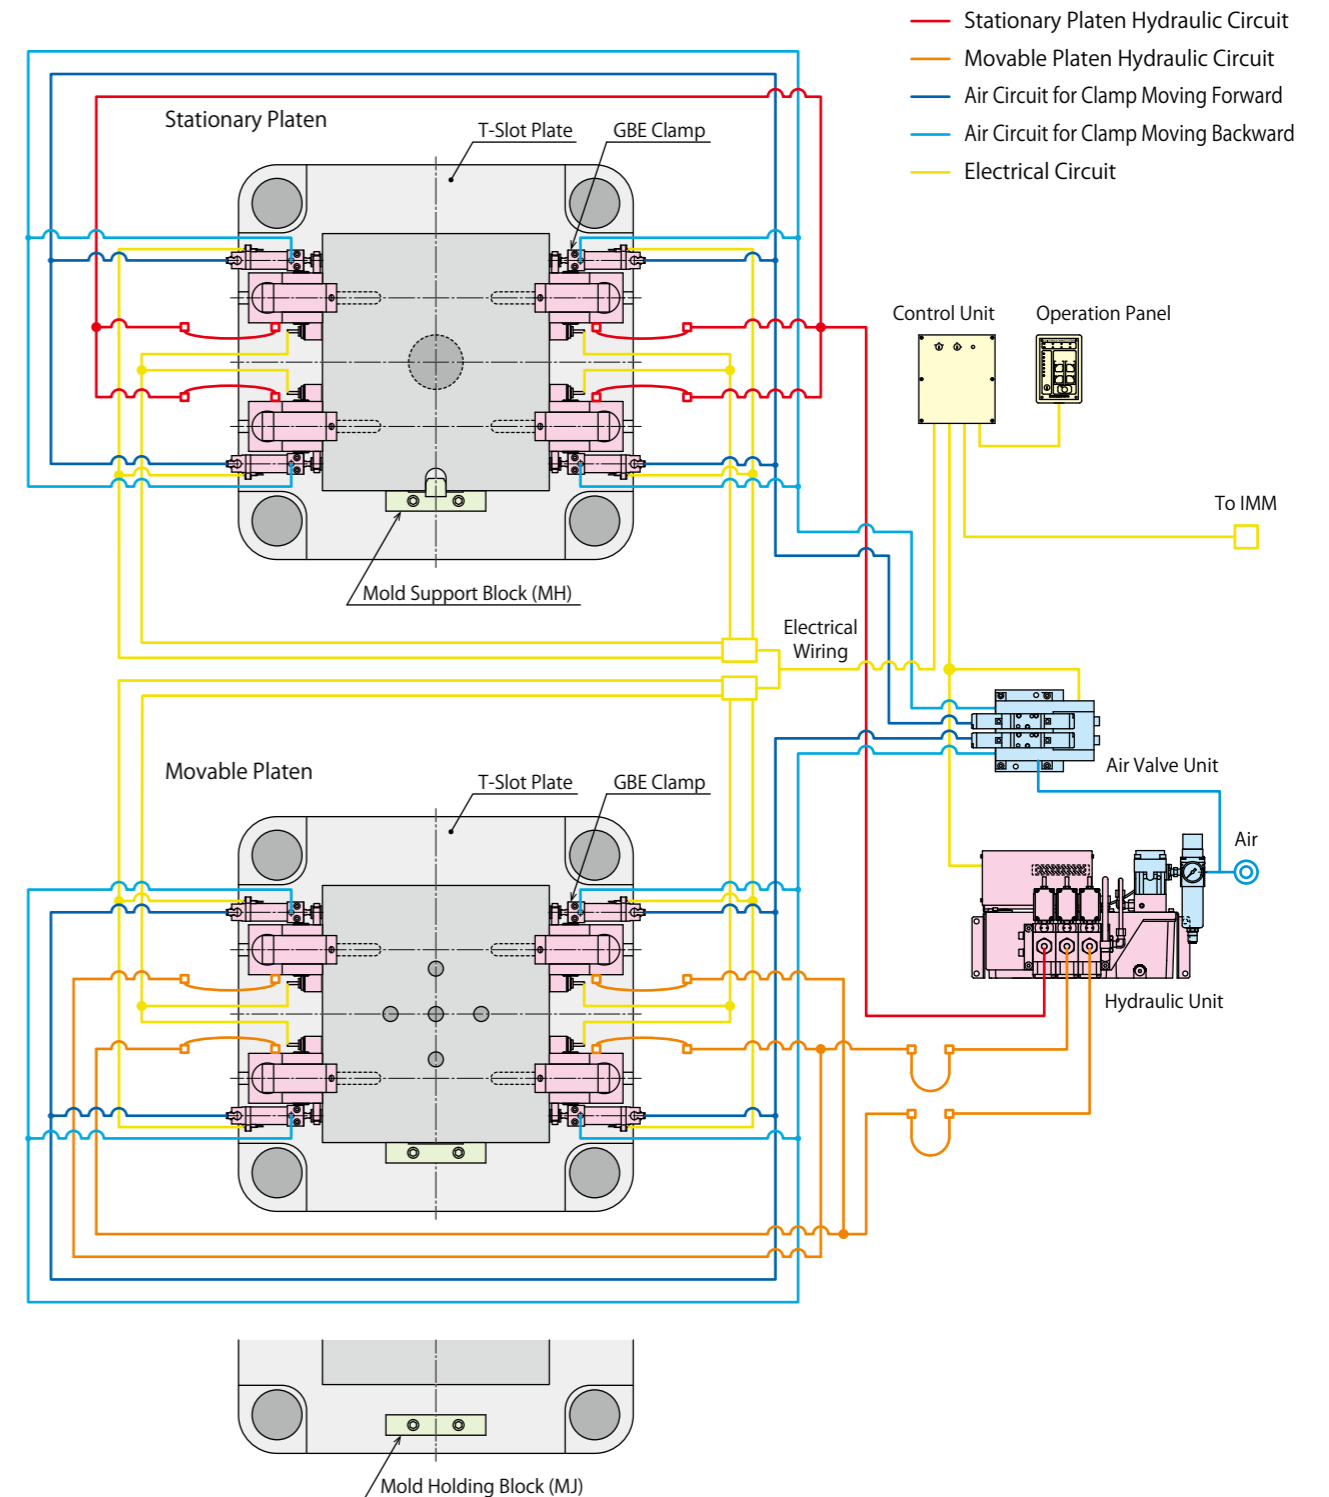 Stationary Platen Hydraulic Circuit
Movable Platen Hydraulic Circuit
Air Circuit for Clamp Moving Forward
Air Circuit for Clamp Moving Backward
Electrical Circuit
Stationary Platen
T-Slot Plate
GBE Clamp
Control Unit
Operation Panel
To IMM
Mold Support Block (MH)
Electrical
Wiring
Air Valve Unit
Movable Platen
T-Slot Plate
GBE Clamp
Air
Hydraulic Unit
Mold Holding Block (MJ)